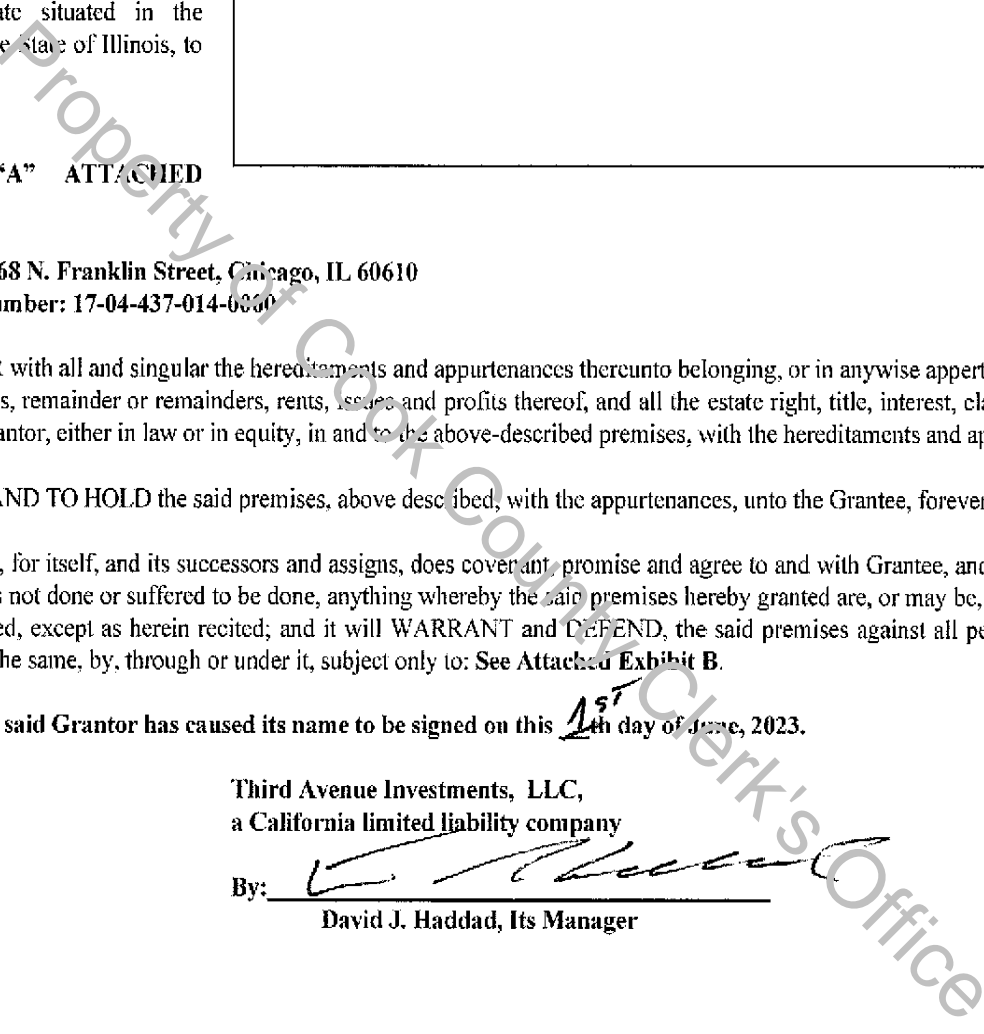 ate situated in the
e State of Illinois, to
“A” ATTACHED
68 N. Franklin Street, Chicago, IL 60610
umber: 17-04-437-014-0000
with all and singular the hereditaments and appurtenances thereunto belonging, or in anywise appert
s, remainder or remainders, rents, issues and profits thereof, and all the estate right, title, interest, cl
antor, either in law or in equity, in and to the above-described premises, with the hereditaments and ap
AND TO HOLD the said premises, above described, with the appurtenances, unto the Grantee, forever
, for itself, and its successors and assigns, does covenant, promise and agree to and with Grantee, and
s not done or suffered to be done, anything whereby the said premises hereby granted are, or may be,
ed, except as herein recited; and it will WARRANT and DEFEND, the said premises against all pe
he same, by, through or under it, subject only to: See Attached Exhibit B.
said Grantor has caused its name to be signed on this 1ST th day of June, 2023.
Third Avenue Investments, LLC,
a California limited liability company
By:
David J. Haddad, Its Manager
Property of Cook County Clerk's Office